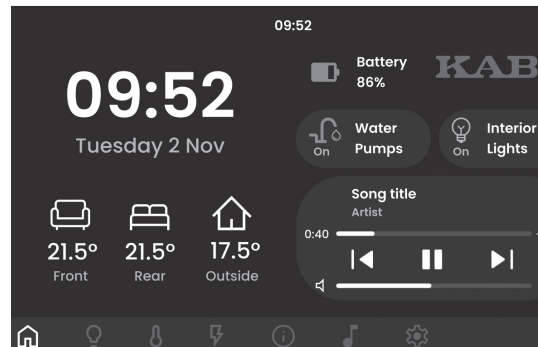 09:52
09:52
Tuesday 2 Nov
21.5°
Front
21.5°
Rear
17.5°
Outside
Battery
86%
KAB
On
Water
Pumps
On
Interior
Lights
Song title
Artist
0:40